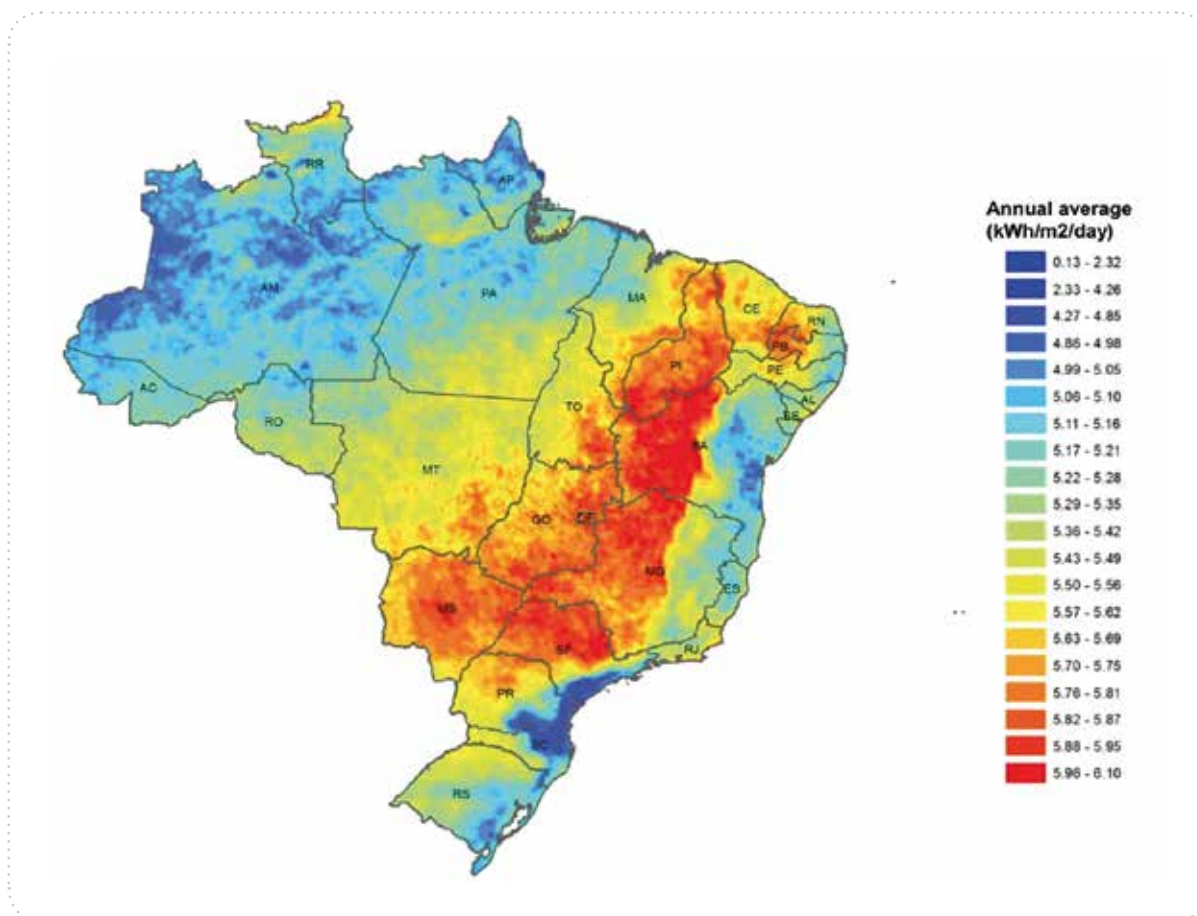 Annual average
(kWh/m2/day)
0.13 - 2.32
2.33 - 4.26
4.27 - 4.85
4.86 - 4.98
4.99 - 5.05
5.06 - 5.10
5.11 - 5.16
5.17 - 5.21
5.22 - 5.28
5.29 - 5.35
5.36 - 5.42
5.43 - 5.49
5.50 - 5.56
5.57 - 5.62
5.63 - 5.69
5.70 - 5.75
5.76 - 5.81
5.82 - 5.87
5.88 - 5.95
5.96 - 6.10
RR
AP
AM
PA
MA
CE
RN
PB
PI
PE
AC
TO
AL
SE
RO
BA
MT
GO
DF
MG
ES
MS
SP
RJ
PR
SC
RS